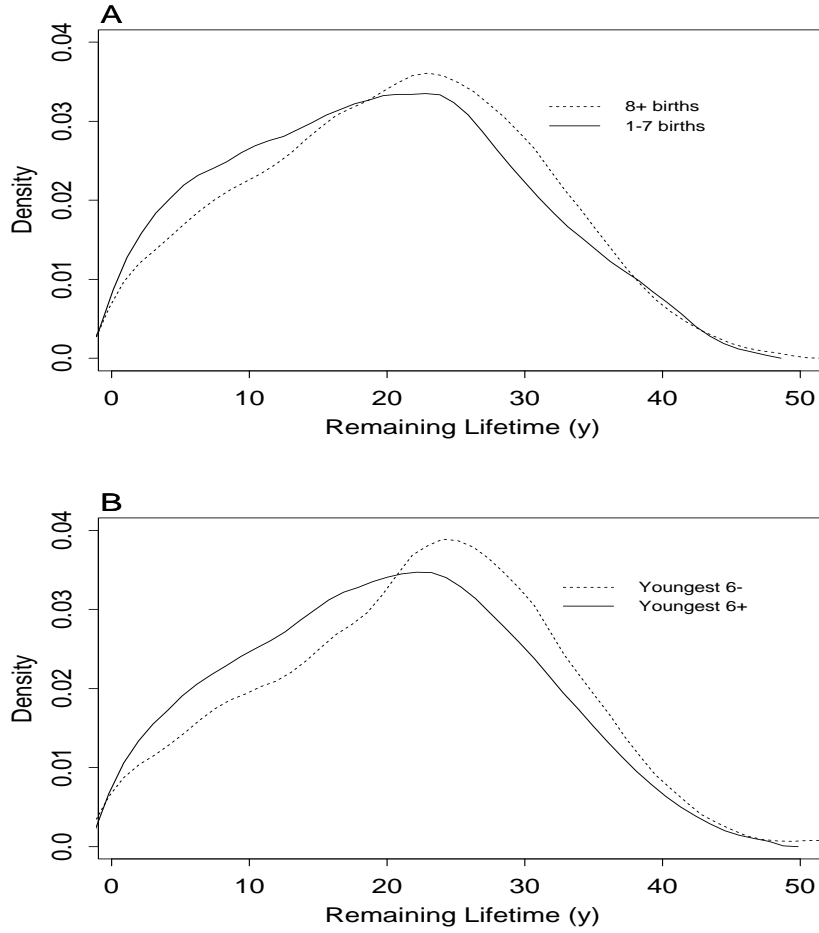 A
0.04
0.03
0.02
0.01
0.0
Density
8+ births
1-7 births
0 10 20 30 40 50
Remaining Lifetime (y)
B
0.04
0.03
0.02
0.01
0.0
Density
Youngest 6-
Youngest 6+
0 10 20 30 40 50
Remaining Lifetime (y)